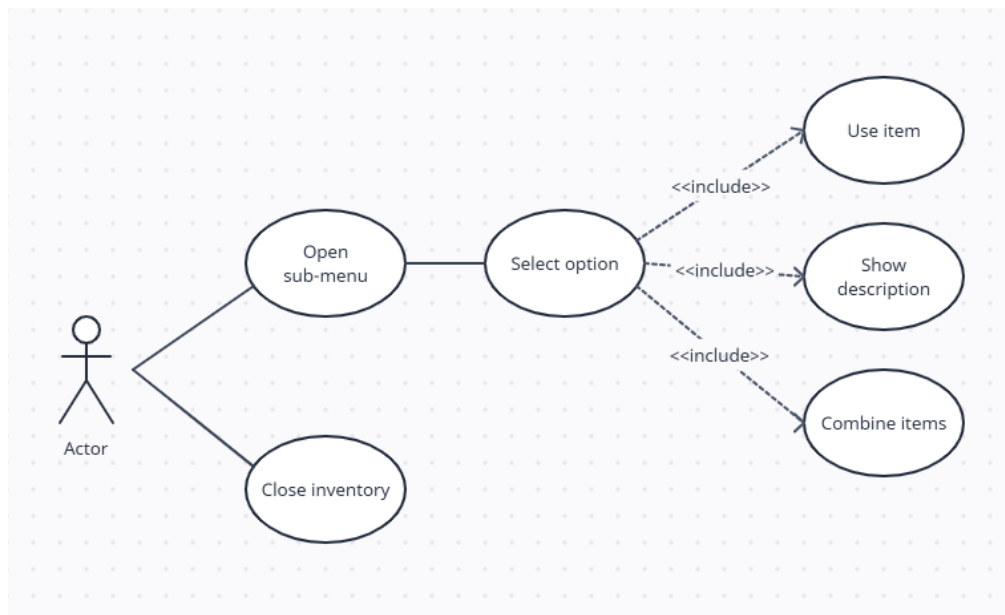 Use item
<<include>>
Open
sub-menu
Select option
<<include>>
Show
description
<<include>>
Combine items
Actor
Close inventory